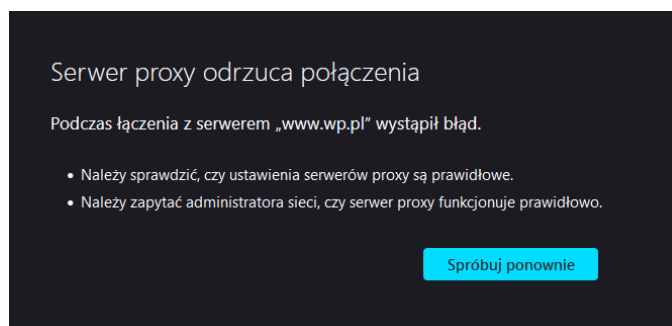 Serwer proxy odrzuca połączenia
Podczas łączenia z serwerem „www.wp.pl” wystąpił błąd.
• Należy sprawdzić, czy ustawienia serwerów proxy są prawidłowe.
• Należy zapytać administratora sieci, czy serwer proxy funkcjonuje prawidłowo.
Spróbuj ponownie